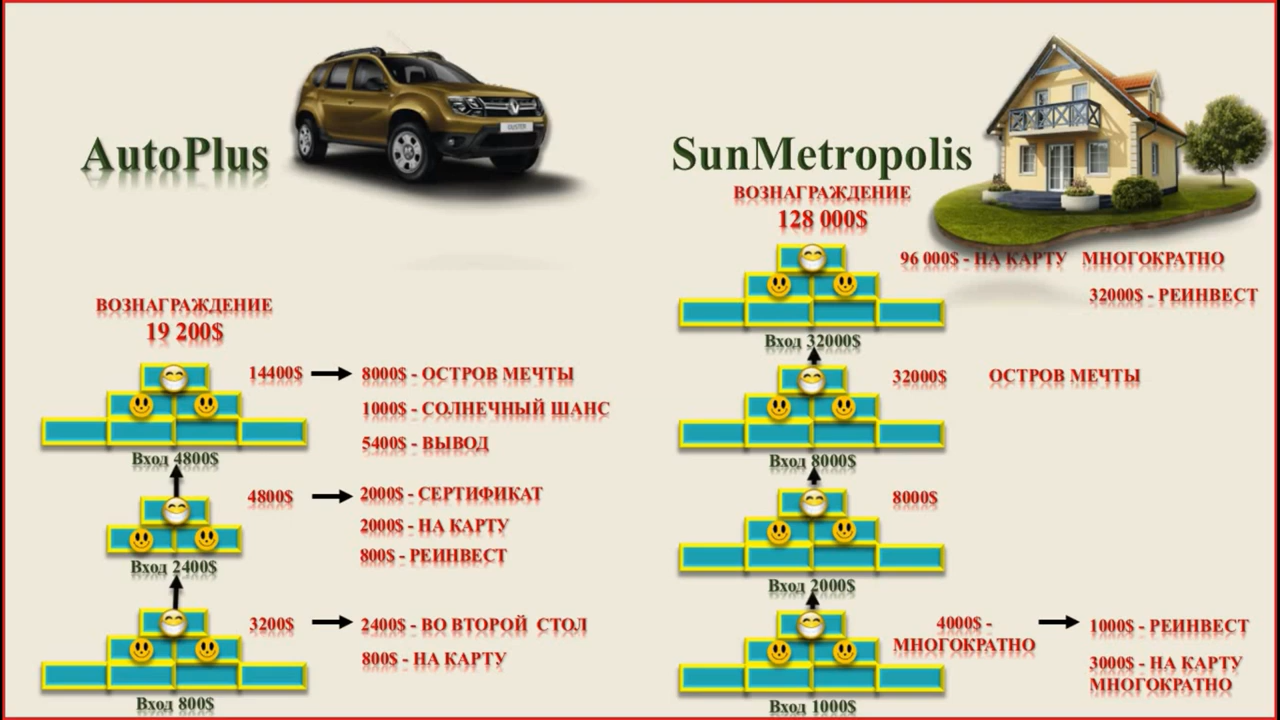 AutoPlus
DUSTER
ВОЗНАГРАЖДЕНИЕ
19 200$
14400$
8000$ - ОСТРОВ МЕЧТЫ
1000$ - СОЛНЕЧНЫЙ ШАНС
5400$ - ВЫВОД
Вход 4800$
4800$
2000$ - СЕРТИФИКАТ
2000$ - НА КАРТУ
800$ - РЕИНВЕСТ
Вход 2400$
3200$
2400$ - ВО ВТОРОЙ СТОЛ
800$ - НА КАРТУ
Вход 800$
SunMetropolis
ВОЗНАГРАЖДЕНИЕ
128 000$
96 000$ - НА КАРТУ МНОГОКРАТНО
32000$ - РЕИНВЕСТ
Вход 32000$
32000$ ОСТРОВ МЕЧТЫ
Вход 8000$
8000$
Вход 2000$
4000$ -
МНОГОКРАТНО
1000$ - РЕИНВЕСТ
3000$ - НА КАРТУ
МНОГОКРАТНО
Вход 1000$